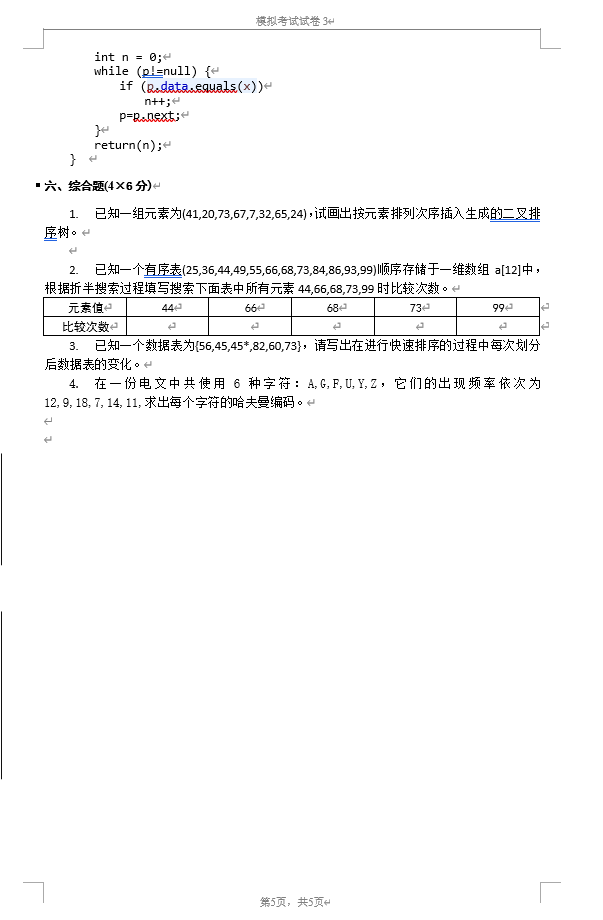 模拟考试试卷 3
int n = 0;
while (p!=null) {
if (p.data.equals(x))
n++;
p=p.next;
}
return(n);
}
六、综合题(4×6 分)
1. 已知一组元素为(41,20,73,67,7,32,65,24),试画出按元素排列次序插入生成的二叉排
序树。
2. 已知一个有序表(25,36,44,49,55,66,68,73,84,86,93,99)顺序存储于一维数组 a[12]中,
根据折半搜索过程填写搜索下面表中所有元素 44,66,68,73,99 时比较次数。
元素值 44 66 68 73 99
比较次数
3. 已知一个数据表为{56,45,45*,82,60,73}，请写出在进行快速排序的过程中每次划分
后数据表的变化。
4. 在一份电文中共使用 6 种字符：A,G,F,U,Y,Z，它们的出现频率依次为
12,9,18,7,14,11,求出每个字符的哈夫曼编码。
第5页，共5页